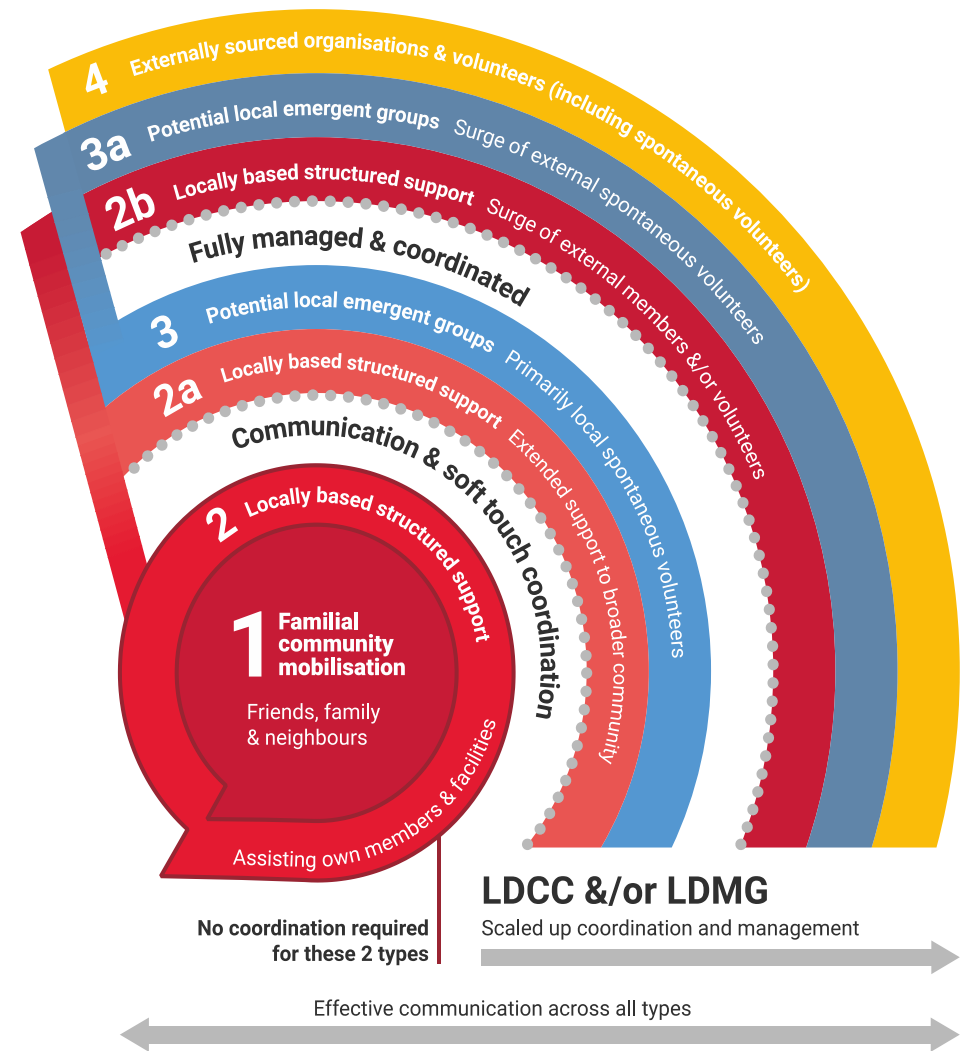 4 Externally sourced organisations & volunteers (including spontaneous volunteers)
3a Potential local emergent groups Surge of external spontaneous volunteers
2b Locally based structured support Surge of external members &/or volunteers
Fully managed & coordinated
3 Potential local emergent groups Primarily local spontaneous volunteers
2a Locally based structured support Extended support to broader community
Communication & soft touch coordination
2 Locally based structured support
1 Familial
community
mobilisation
Friends, family
& neighbours
Assisting own members & facilities
No coordination required
for these 2 types
LDCC &/or LDMG
Scaled up coordination and management
Effective communication across all types